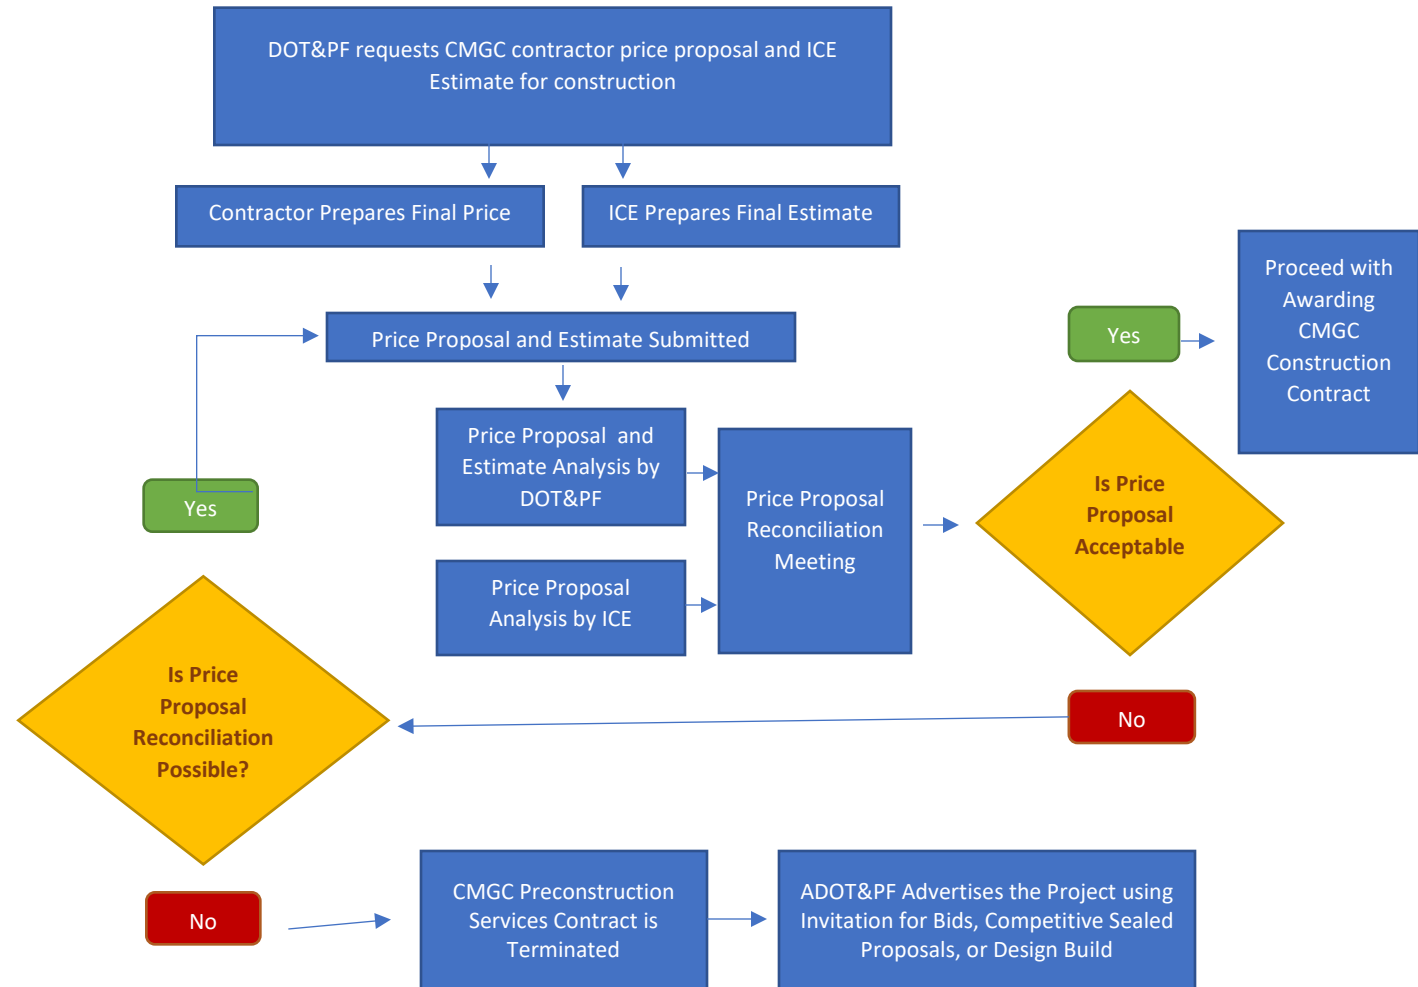 DOT&PF requests CMGC contractor price proposal and ICE
Estimate for construction
Contractor Prepares Final Price
ICE Prepares Final Estimate
Price Proposal and Estimate Submitted
Yes
Proceed with
Awarding
CMGC
Construction
Contract
Price Proposal  and
Estimate Analysis by
DOT&PF
Price Proposal
Reconciliation
Meeting
Is Price
Proposal
Acceptable
Yes
Price Proposal
Analysis by ICE
Is Price
Proposal
Reconciliation
Possible?
No
No
CMGC Preconstruction
Services Contract is
Terminated
ADOT&PF Advertises the Project using
Invitation for Bids, Competitive Sealed
Proposals, or Design Build